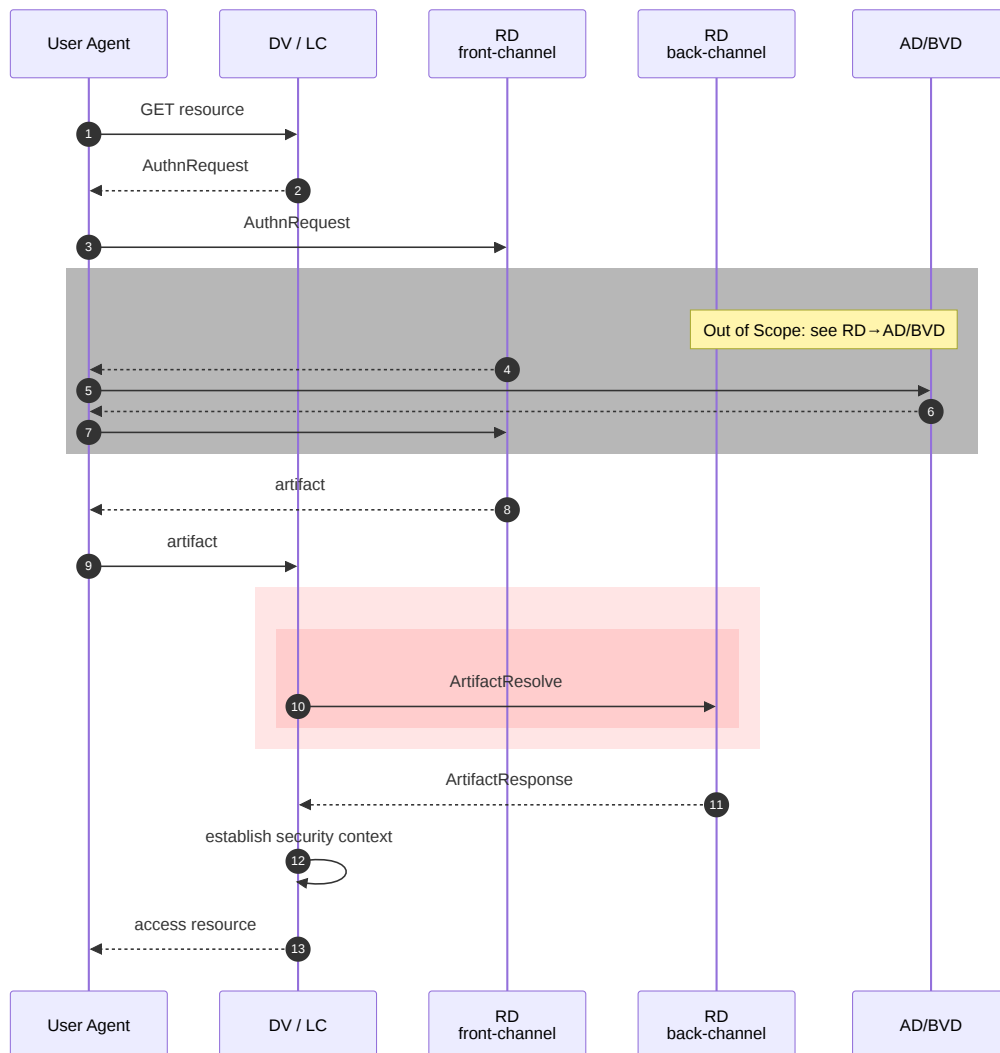 User Agent
DV / LC
RD
front-channel
RD
back-channel
AD/BVD
GET resource
1
AuthnRequest
2
AuthnRequest
3
Out of Scope: see RD→AD/BVD
4
5
6
7
artifact
8
artifact
9
ArtifactResolve
10
ArtifactResponse
11
establish security context
12
access resource
13
User Agent
DV / LC
RD
front-channel
RD
back-channel
AD/BVD